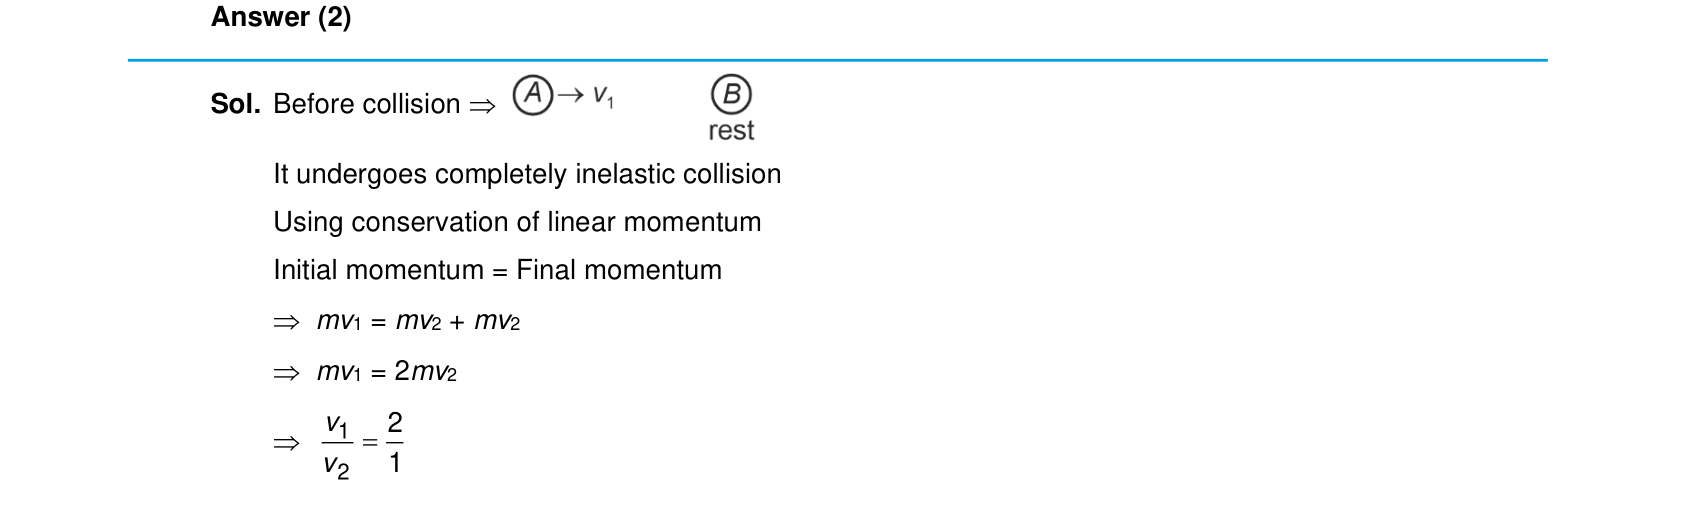 Answer (2)
Sol. Before collision ⇒ A → v₁ B
rest
It undergoes completely inelastic collision
Using conservation of linear momentum
Initial momentum = Final momentum
⇒ mv₁ = mv₂ + mv₂
⇒ mv₁ = 2mv₂
⇒ v₁/v₂ = 2/1